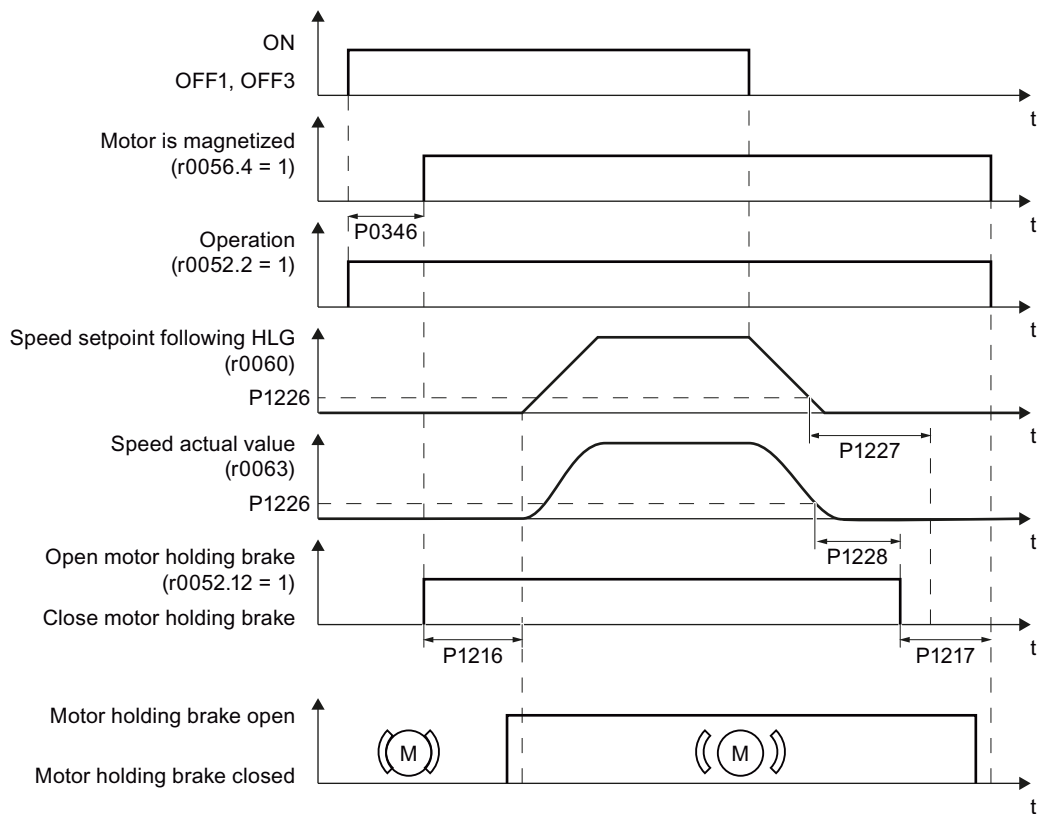 ON
OFF1, OFF3
t
Motor is magnetized
(r0056.4 = 1)
t
P0346
Operation
(r0052.2 = 1)
t
Speed setpoint following HLG
(r0060)
P1226
t
P1227
Speed actual value
(r0063)
P1226
t
P1228
Open motor holding brake
(r0052.12 = 1)
Close motor holding brake
t
P1216
P1217
Motor holding brake open
M
M
Motor holding brake closed
t